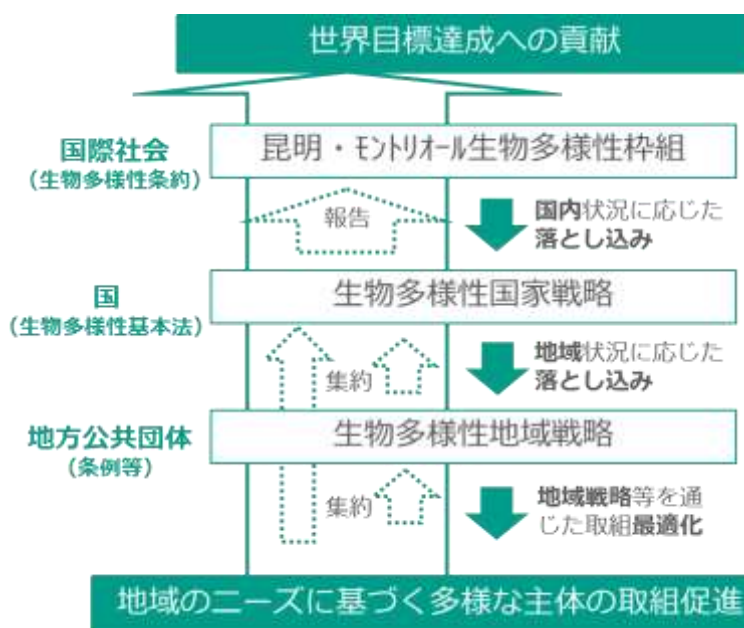 世界目標達成への貢献
国際社会
(生物多様性条約)
昆明・ﾓﾝﾄﾘｵｰﾙ生物多様性枠組
報告
国内状況に応じた
落とし込み
国
(生物多様性基本法)
生物多様性国家戦略
集約
地域状況に応じた
落とし込み
地方公共団体
(条例等)
生物多様性地域戦略
集約
地域戦略等を通
じた取組最適化
地域のニーズに基づく多様な主体の取組促進